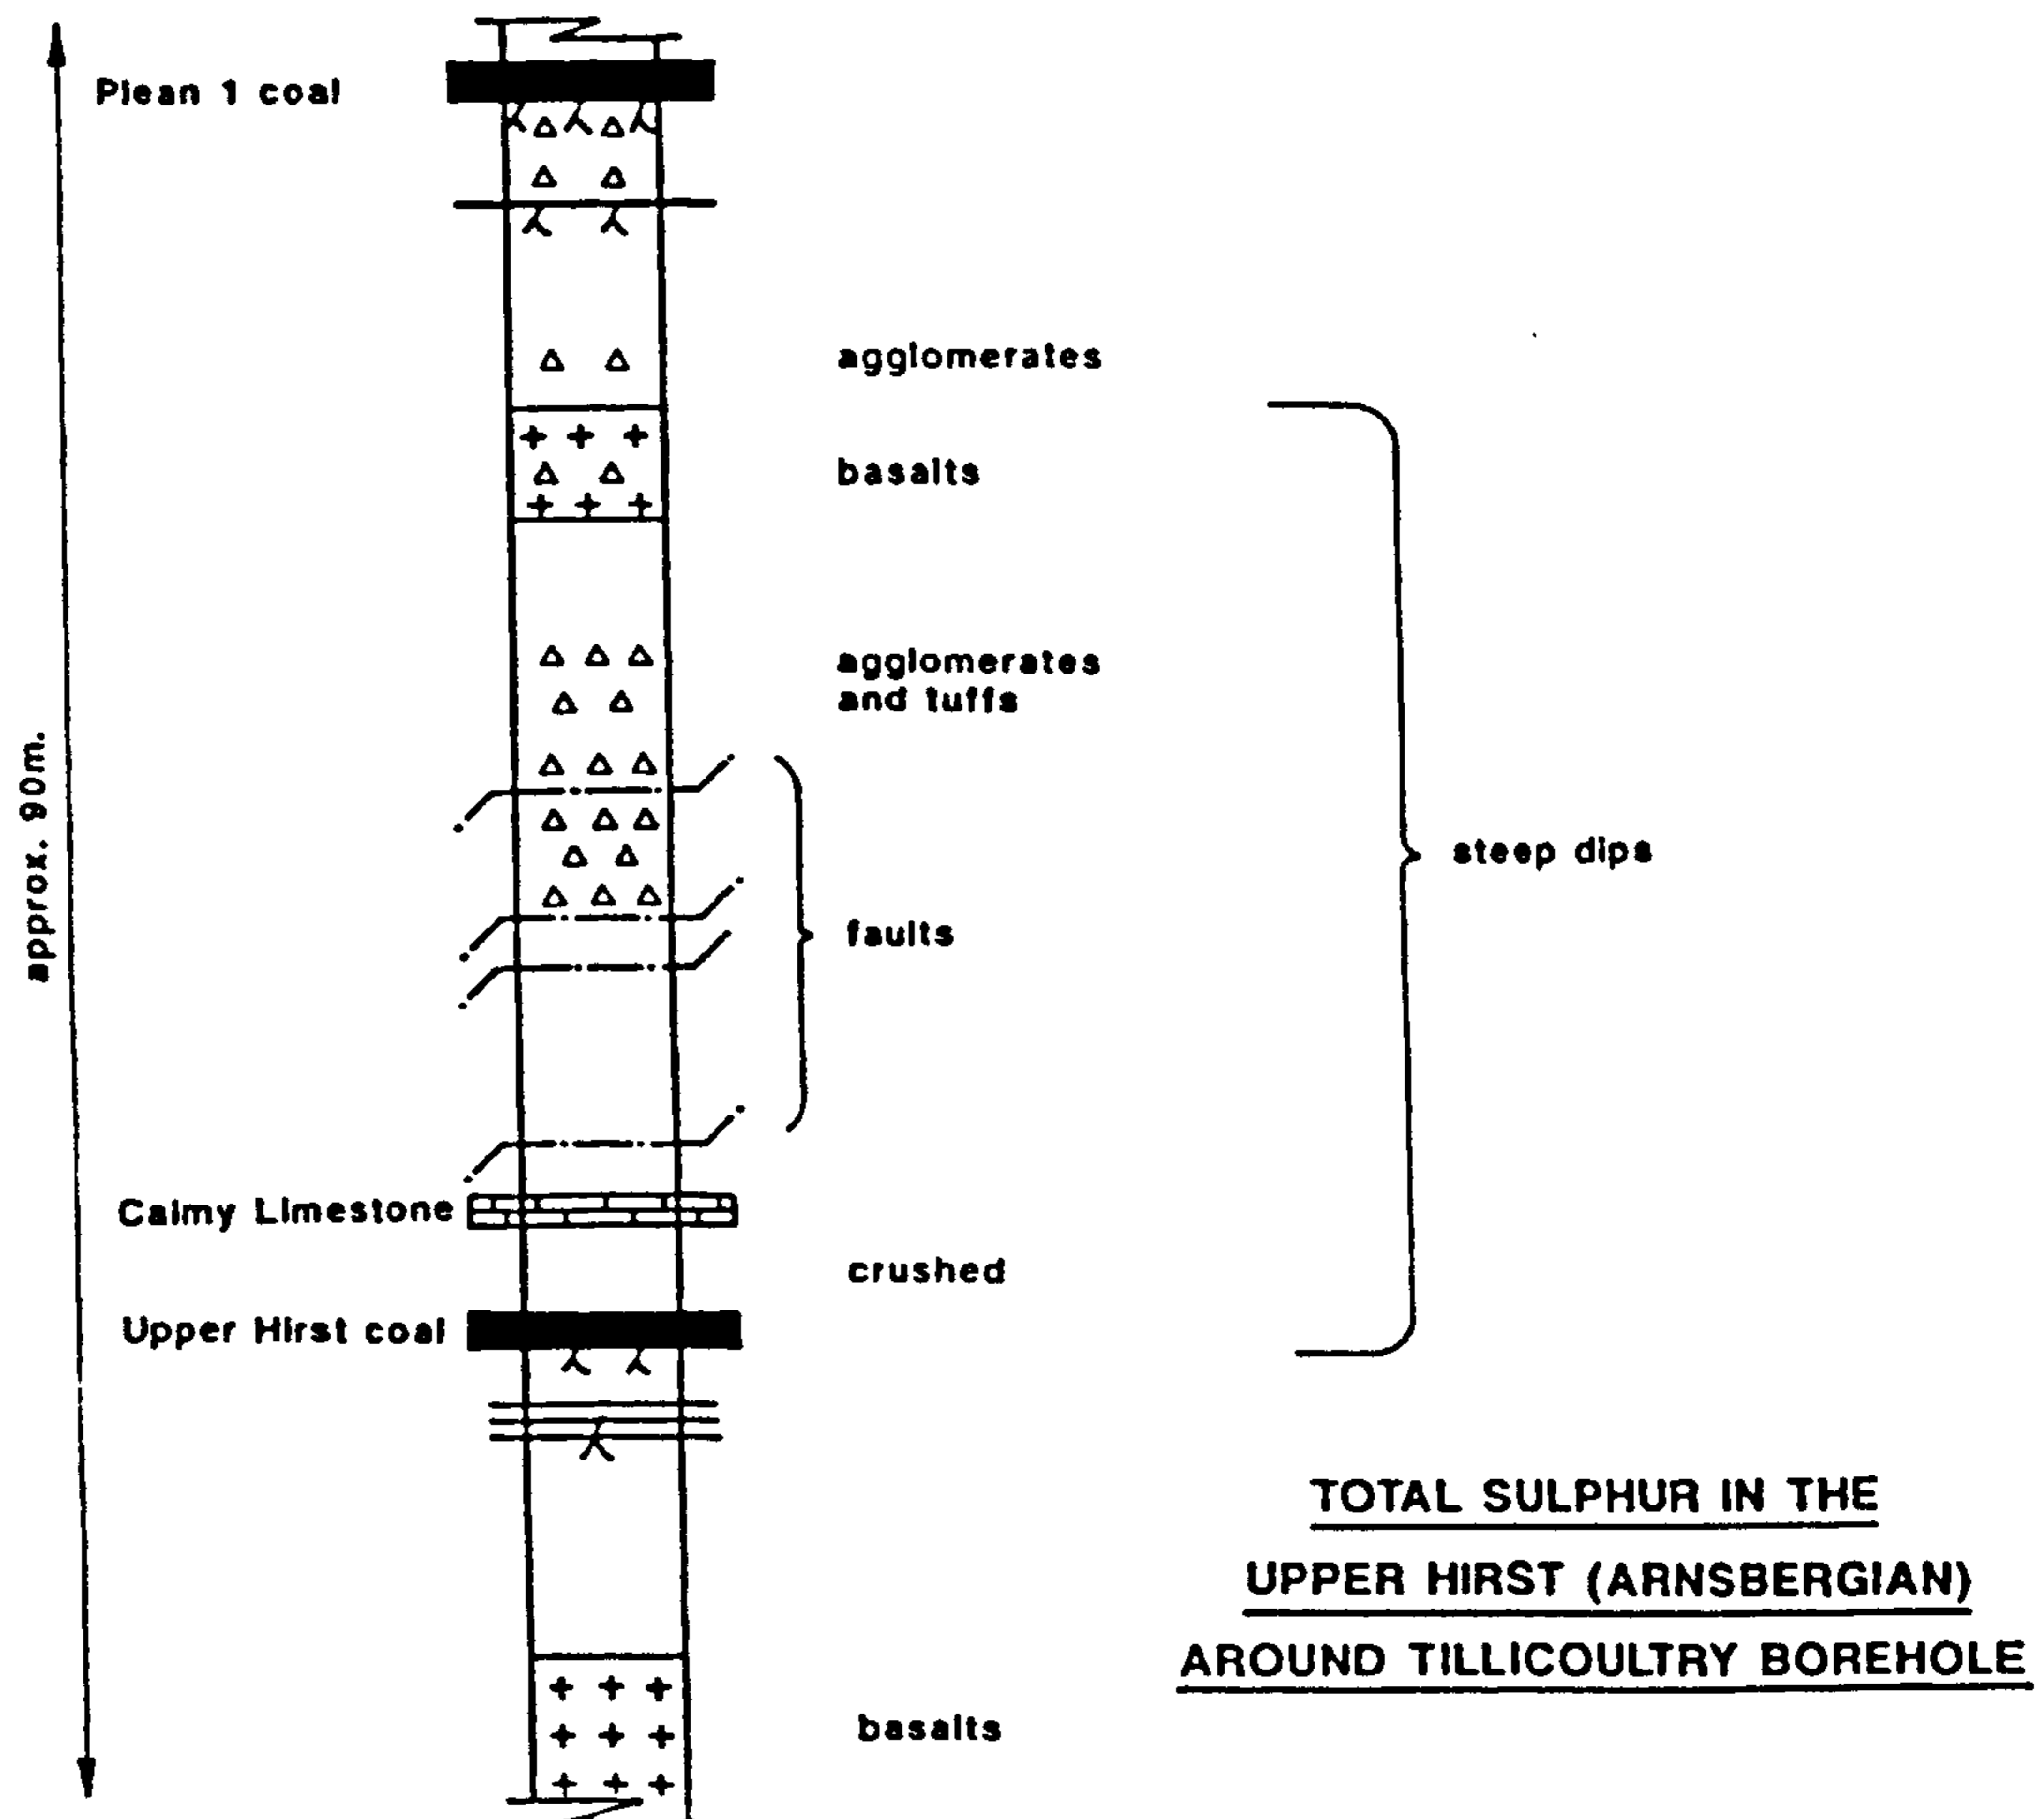 Plean 1 coal
agglomerates
basalts
agglomerates
and tuffs
approx. 90m.
steep dips
faults
Calmy Limestone
crushed
Upper Hirst coal
TOTAL SULPHUR IN THE
UPPER HIRST (ARNSBERGIAN)
AROUND TILLICOULTRY BOREHOLE
basalts